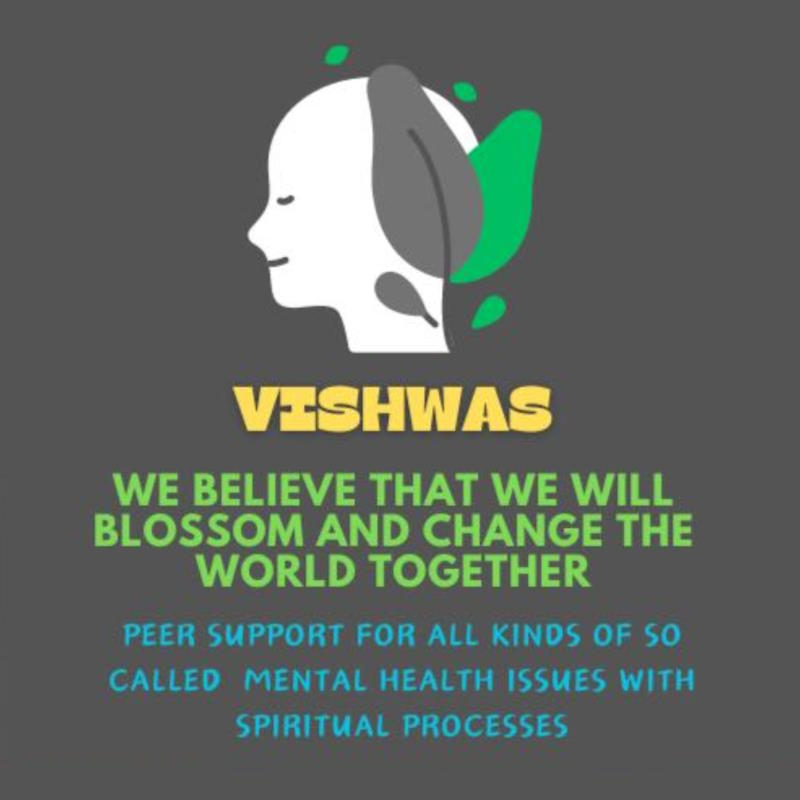 VISHWAS
WE BELIEVE THAT WE WILL
BLOSSOM AND CHANGE THE
WORLD TOGETHER
PEER SUPPORT FOR ALL KINDS OF SO
CALLED MENTAL HEALTH ISSUES WITH
SPIRITUAL PROCESSES